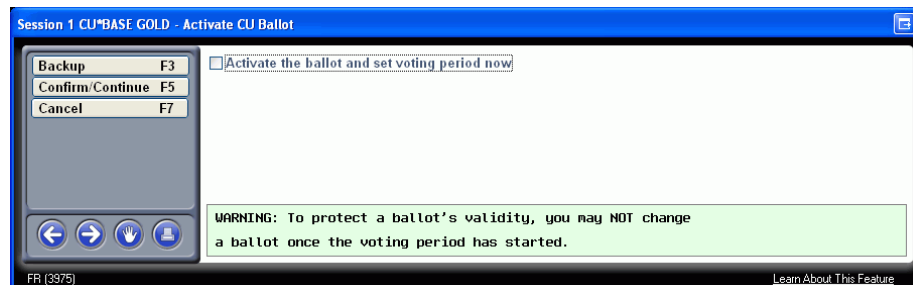 Session 1 CU*BASE GOLD - Activate CU Ballot
Backup F3
Confirm/Continue F5
Cancel F7
Activate the ballot and set voting period now
WARNING: To protect a ballot's validity, you may NOT change
a ballot once the voting period has started.
FR (3975)
Learn About This Feature